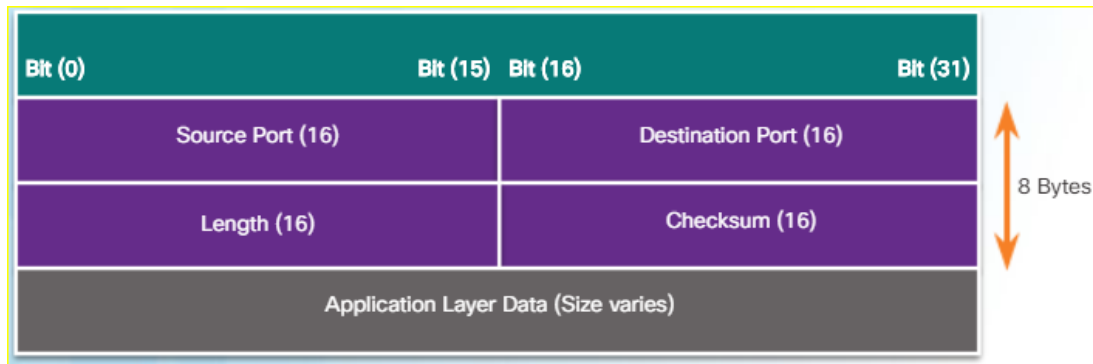 Bit (0) Bit (15) Bit (16) Bit (31)
Source Port (16) Destination Port (16)
8 Bytes
Length (16) Checksum (16)
Application Layer Data (Size varies)